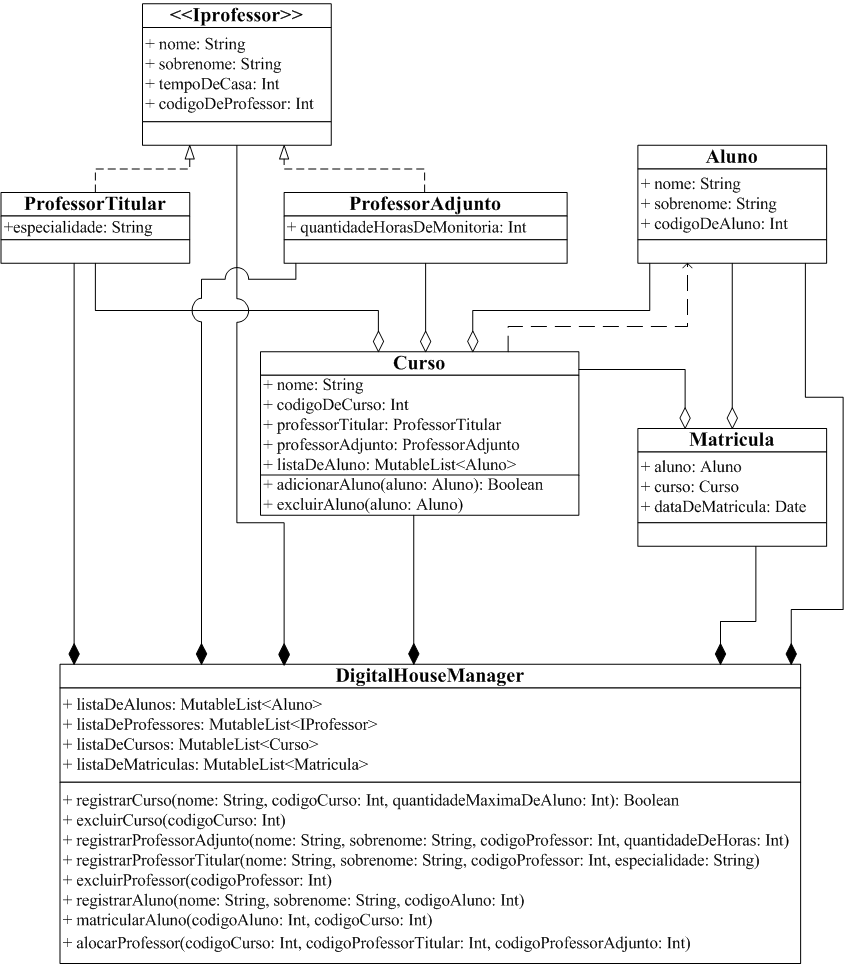 <<Iprofessor>>
+ nome: String
+ sobrenome: String
+ tempoDeCasa: Int
+ codigoDeProfessor: Int
Aluno
+ nome: String
+ sobrenome: String
+ codigoDeAluno: Int
ProfessorTitular
+especialidade: String
ProfessorAdjunto
+ quantidadeHorasDeMonitoria: Int
Curso
+ nome: String
+ codigoDeCurso: Int
+ professorTitular: ProfessorTitular
+ professorAdjunto: ProfessorAdjunto
+ listaDeAluno: MutableList<Aluno>
+ adicionarAluno(aluno: Aluno): Boolean
+ excluirAluno(aluno: Aluno)
Matricula
+ aluno: Aluno
+ curso: Curso
+ dataDeMatricula: Date
DigitalHouseManager
+ listaDeAlunos: MutableList<Aluno>
+ listaDeProfessores: MutableList<IProfessor>
+ listaDeCursos: MutableList<Curso>
+ listaDeMatriculas: MutableList<Matricula>
+ registrarCurso(nome: String, codigoCurso: Int, quantidadeMaximaDeAluno: Int): Boolean
+ excluirCurso(codigoCurso: Int)
+ registrarProfessorAdjunto(nome: String, sobrenome: String, codigoProfessor: Int, quantidadeDeHoras: Int)
+ registrarProfessorTitular(nome: String, sobrenome: String, codigoProfessor: Int, especialidade: String)
+ excluirProfessor(codigoProfessor: Int)
+ registrarAluno(nome: String, sobrenome: String, codigoAluno: Int)
+ matricularAluno(codigoAluno: Int, codigoCurso: Int)
+ alocarProfessor(codigoCurso: Int, codigoProfessorTitular: Int, codigoProfessorAdjunto: Int)